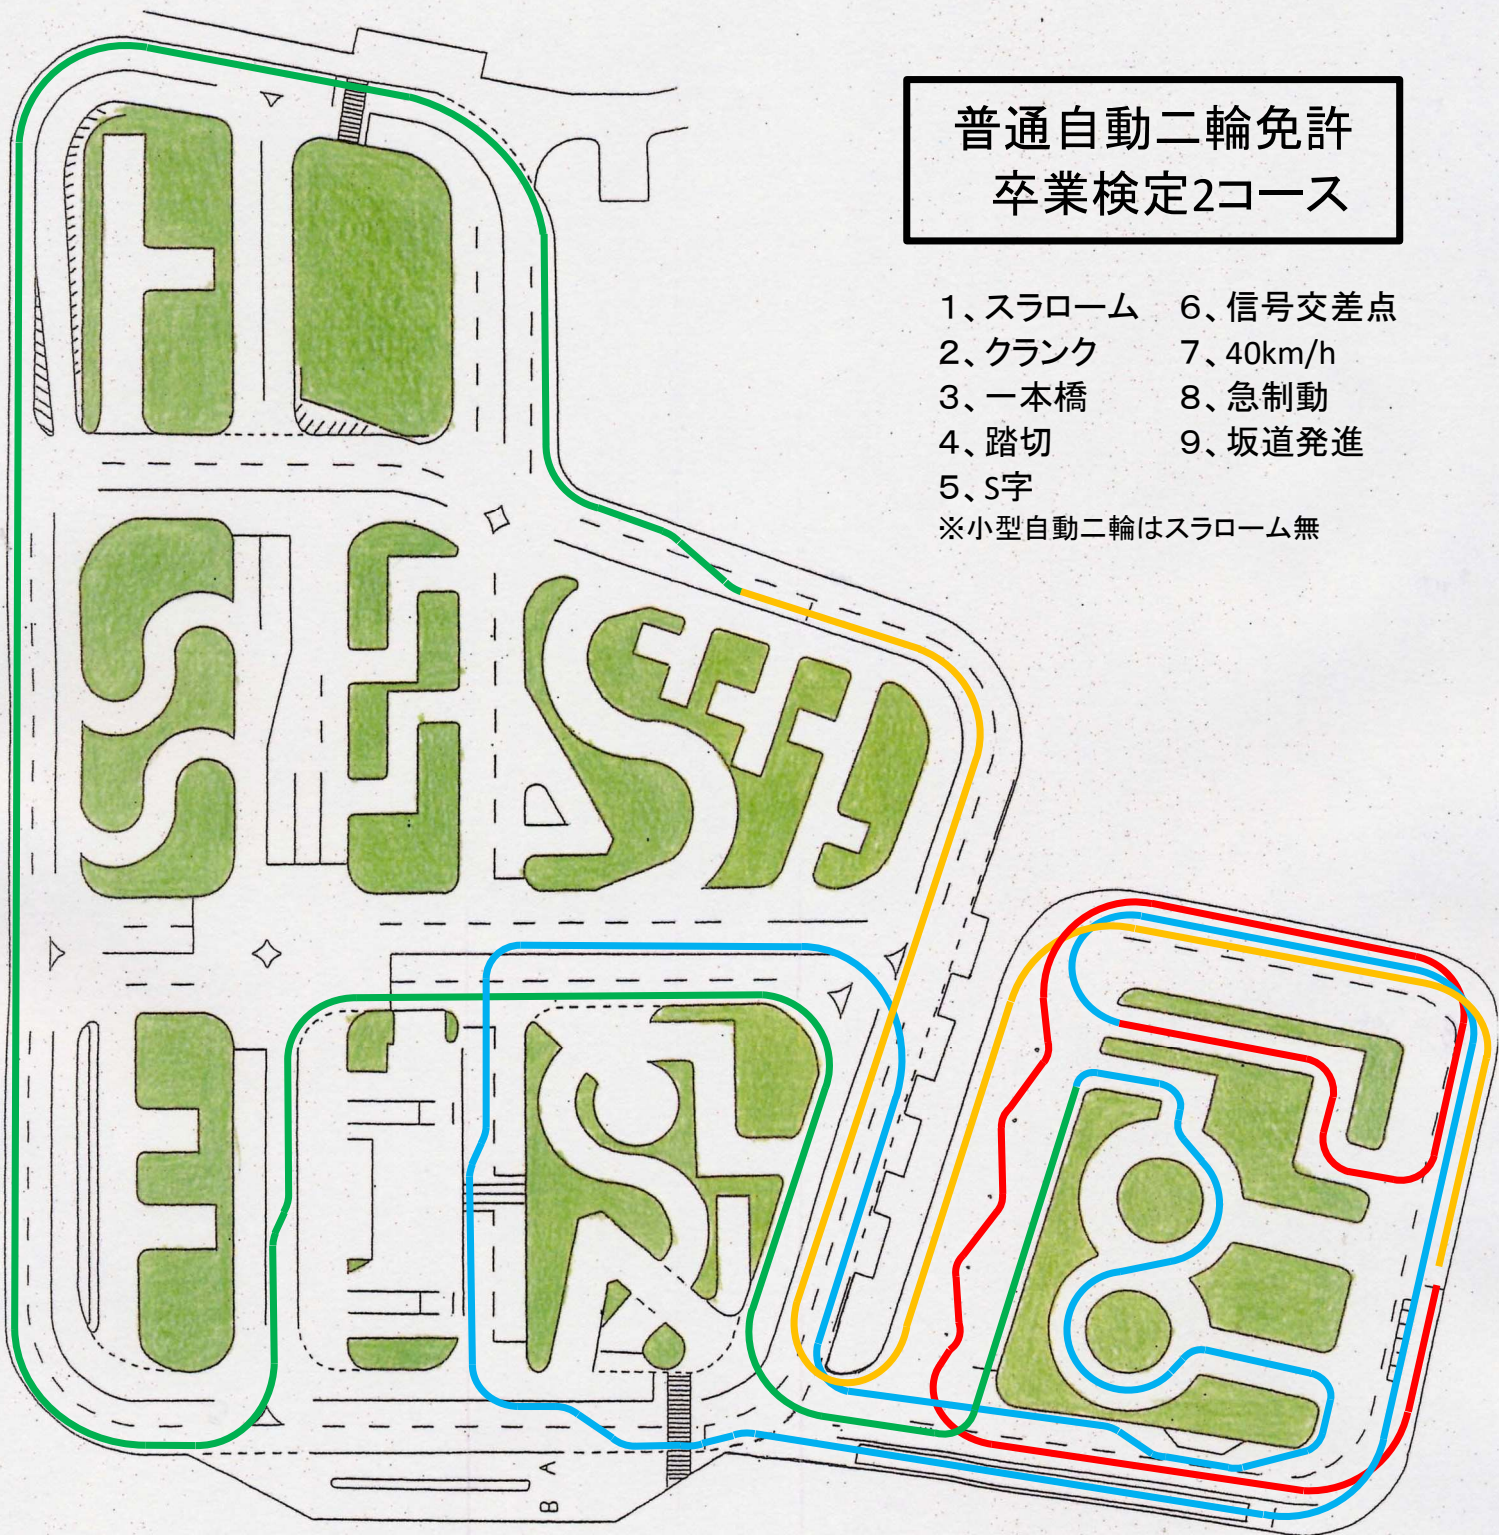 普通自動二輪免許
卒業検定2コース
1、スラローム
2、クランク
3、一本橋
4、踏切
5、S字
6、信号交差点
7、40km/h
8、急制動
9、坂道発進
※小型自動二輪はスラローム無
A
B